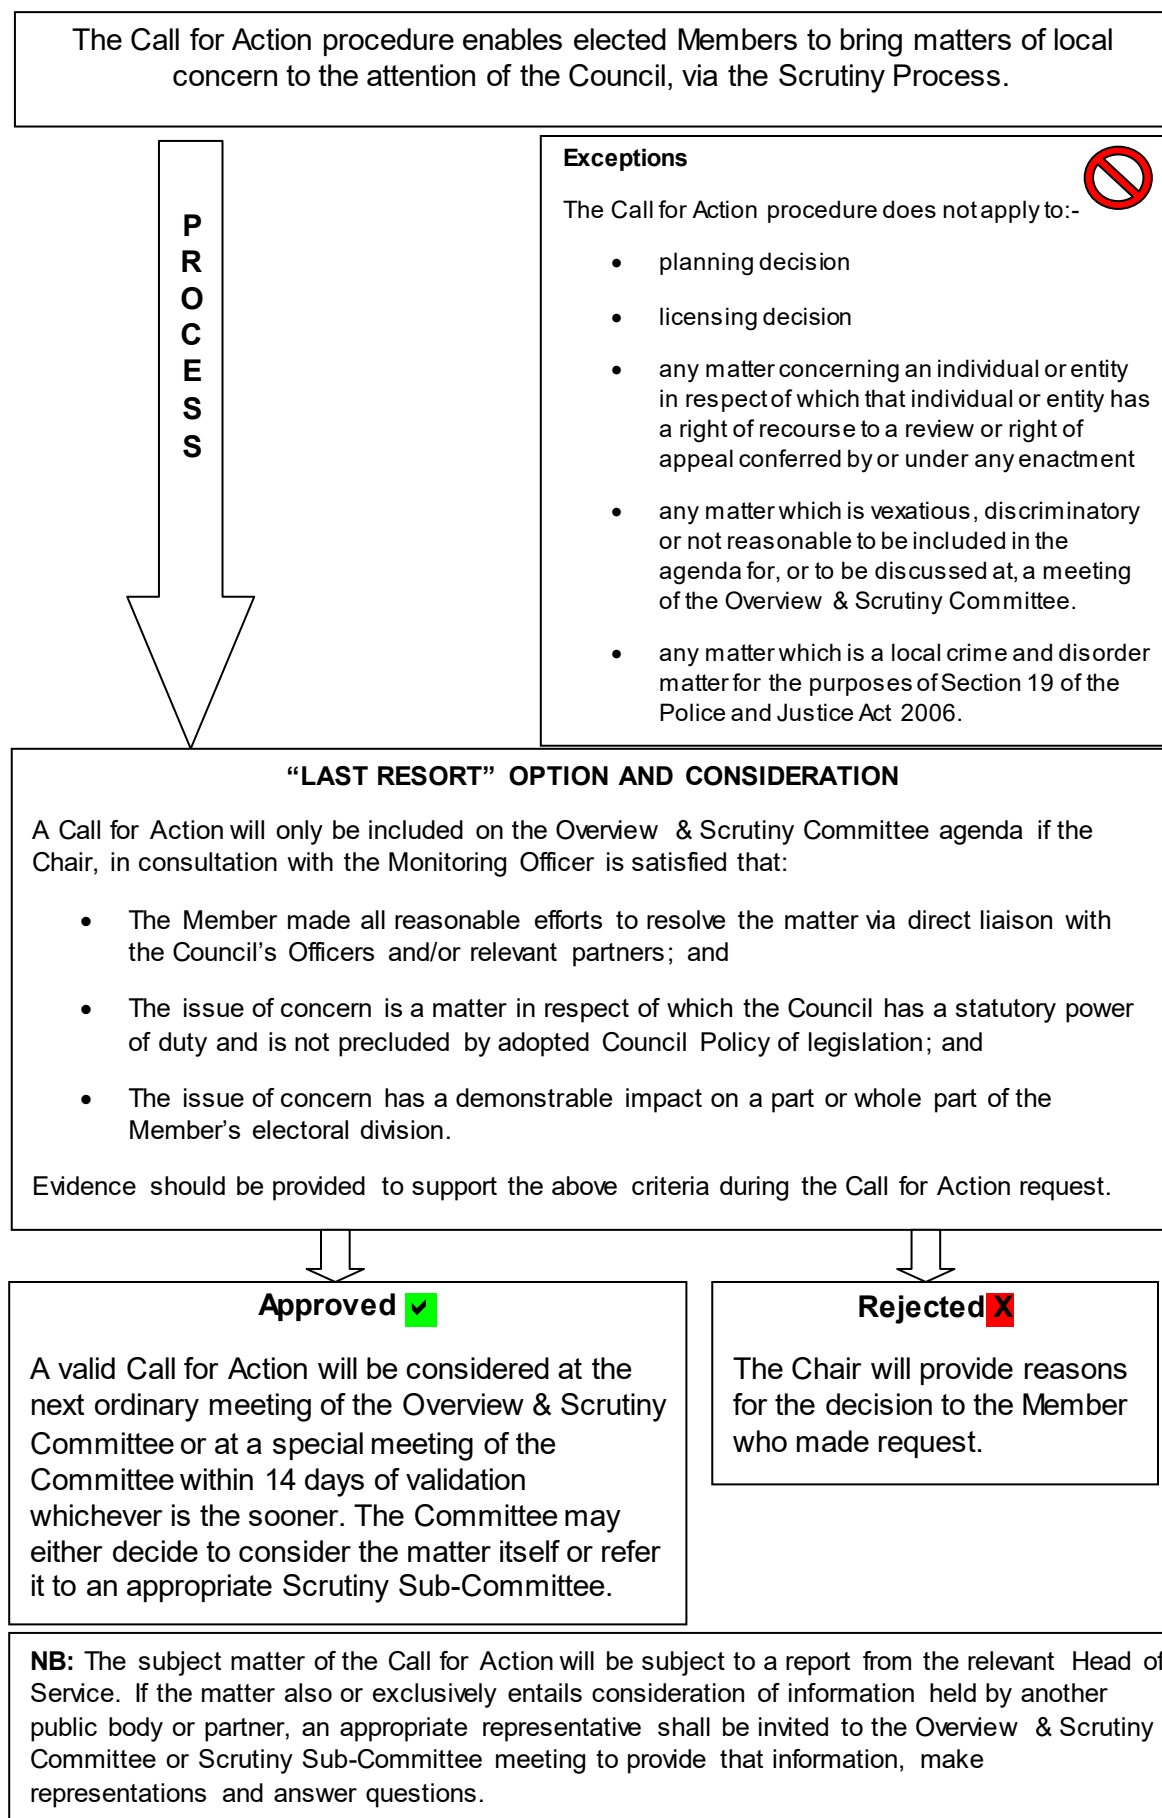 The Call for Action procedure enables elected Members to bring matters of local
concern to the attention of the Council, via the Scrutiny Process.
P
R
O
C
E
S
S
Exceptions
The Call for Action procedure does not apply to:-
• planning decision
• licensing decision
• any matter concerning an individual or entity
in respect of which that individual or entity has
a right of recourse to a review or right of
appeal conferred by or under any enactment
• any matter which is vexatious, discriminatory
or not reasonable to be included in the
agenda for, or to be discussed at, a meeting
of the Overview & Scrutiny Committee.
• any matter which is a local crime and disorder
matter for the purposes of Section 19 of the
Police and Justice Act 2006.
“LAST RESORT” OPTION AND CONSIDERATION
A Call for Action will only be included on the Overview & Scrutiny Committee agenda if the
Chair, in consultation with the Monitoring Officer is satisfied that:
• The Member made all reasonable efforts to resolve the matter via direct liaison with
the Council’s Officers and/or relevant partners; and
• The issue of concern is a matter in respect of which the Council has a statutory power
of duty and is not precluded by adopted Council Policy of legislation; and
• The issue of concern has a demonstrable impact on a part or whole part of the
Member’s electoral division.
Evidence should be provided to support the above criteria during the Call for Action request.
Approved
A valid Call for Action will be considered at the
next ordinary meeting of the Overview & Scrutiny
Committee or at a special meeting of the
Committee within 14 days of validation
whichever is the sooner. The Committee may
either decide to consider the matter itself or refer
it to an appropriate Scrutiny Sub-Committee.
Rejected X
The Chair will provide reasons
for the decision to the Member
who made request.
NB: The subject matter of the Call for Action will be subject to a report from the relevant Head of
Service. If the matter also or exclusively entails consideration of information held by another
public body or partner, an appropriate representative shall be invited to the Overview & Scrutiny
Committee or Scrutiny Sub-Committee meeting to provide that information, make
representations and answer questions.